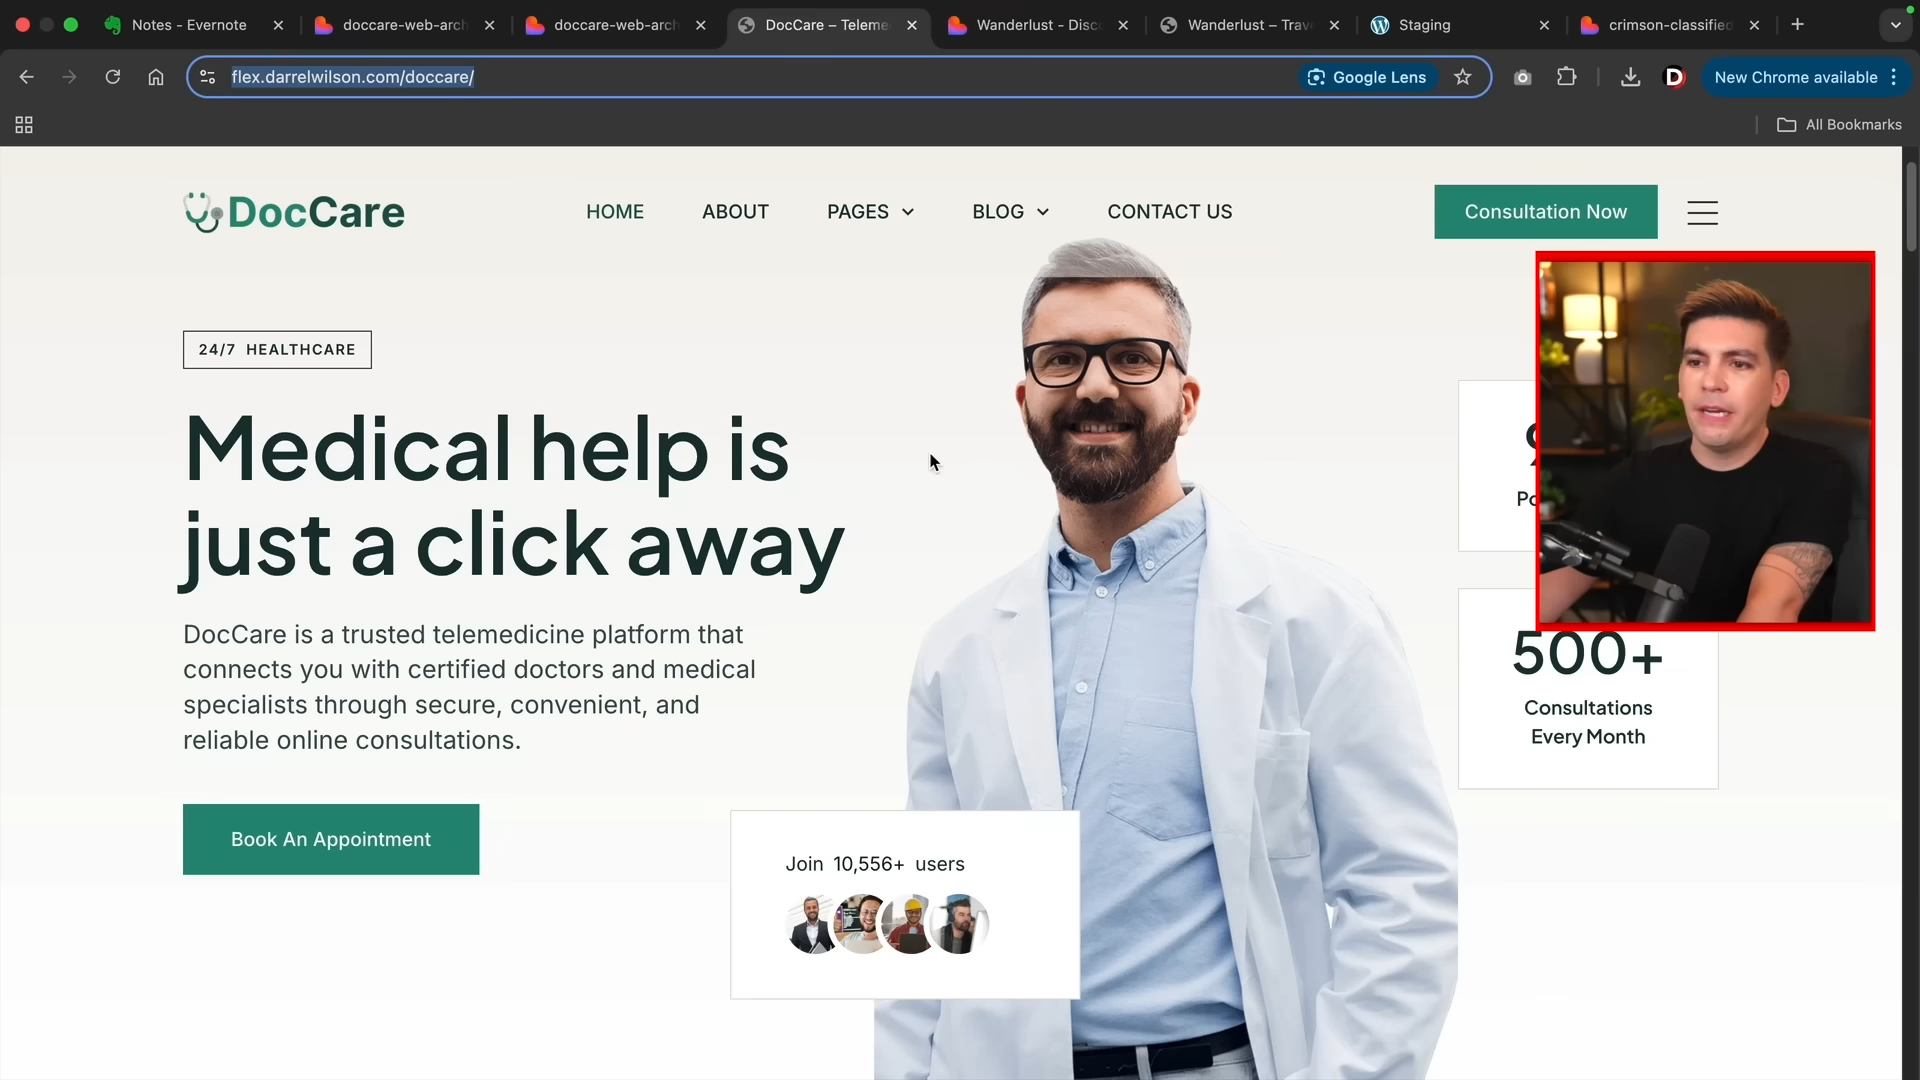 Notes - Evernote
doccare-web-arch
doccare-web-arch
DocCare – Teleme
Wanderlust - Disc
Wanderlust – Trav
Staging
crimson-classified
flex.darrelwilson.com/doccare/
Google Lens
D
New Chrome available
All Bookmarks
DocCare
HOME
ABOUT
PAGES
BLOG
CONTACT US
Consultation Now
24/7 HEALTHCARE
Medical help is
just a click away
DocCare is a trusted telemedicine platform that
connects you with certified doctors and medical
specialists through secure, convenient, and
reliable online consultations.
Book An Appointment
Join 10,556+ users
500+
Consultations
Every Month